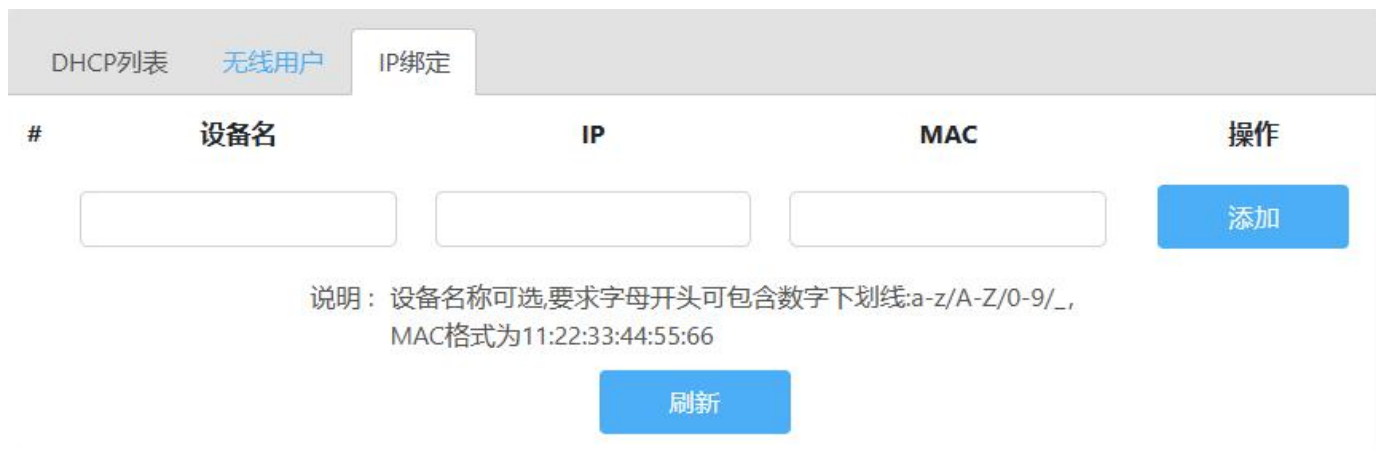 DHCP列表 无线用户 IP绑定
# 设备名 IP MAC 操作
添加
说明： 设备名称可选,要求字母开头可包含数字下划线:a-z/A-Z/0-9/_,
MAC格式为11:22:33:44:55:66
刷新